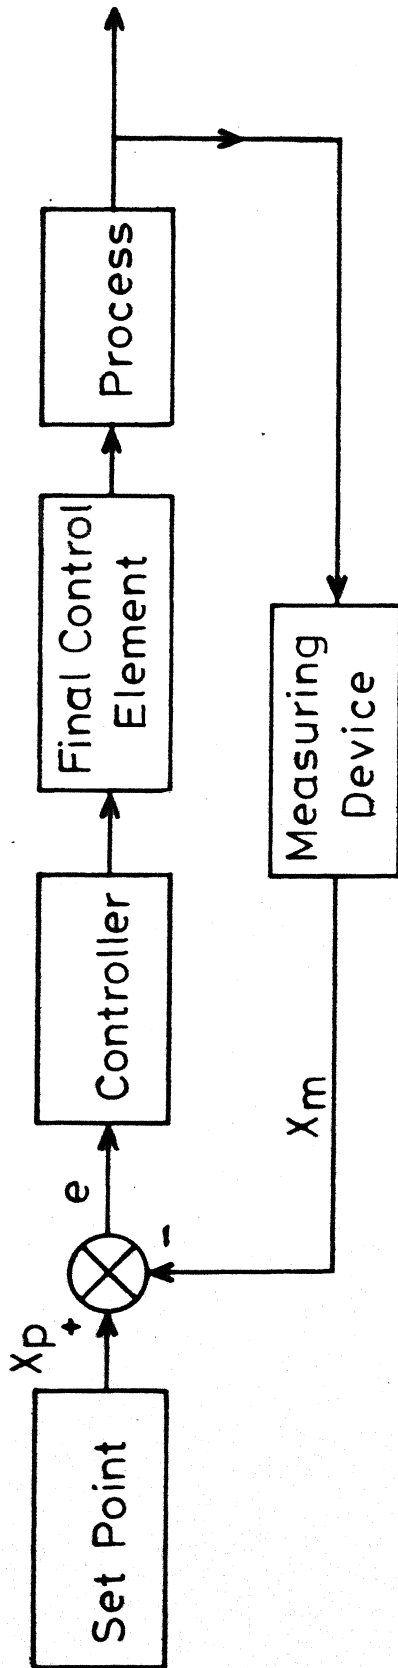 Set Point
Xp
+
e
-
Controller
Final Control
Element
Process
Measuring
Device
Xm